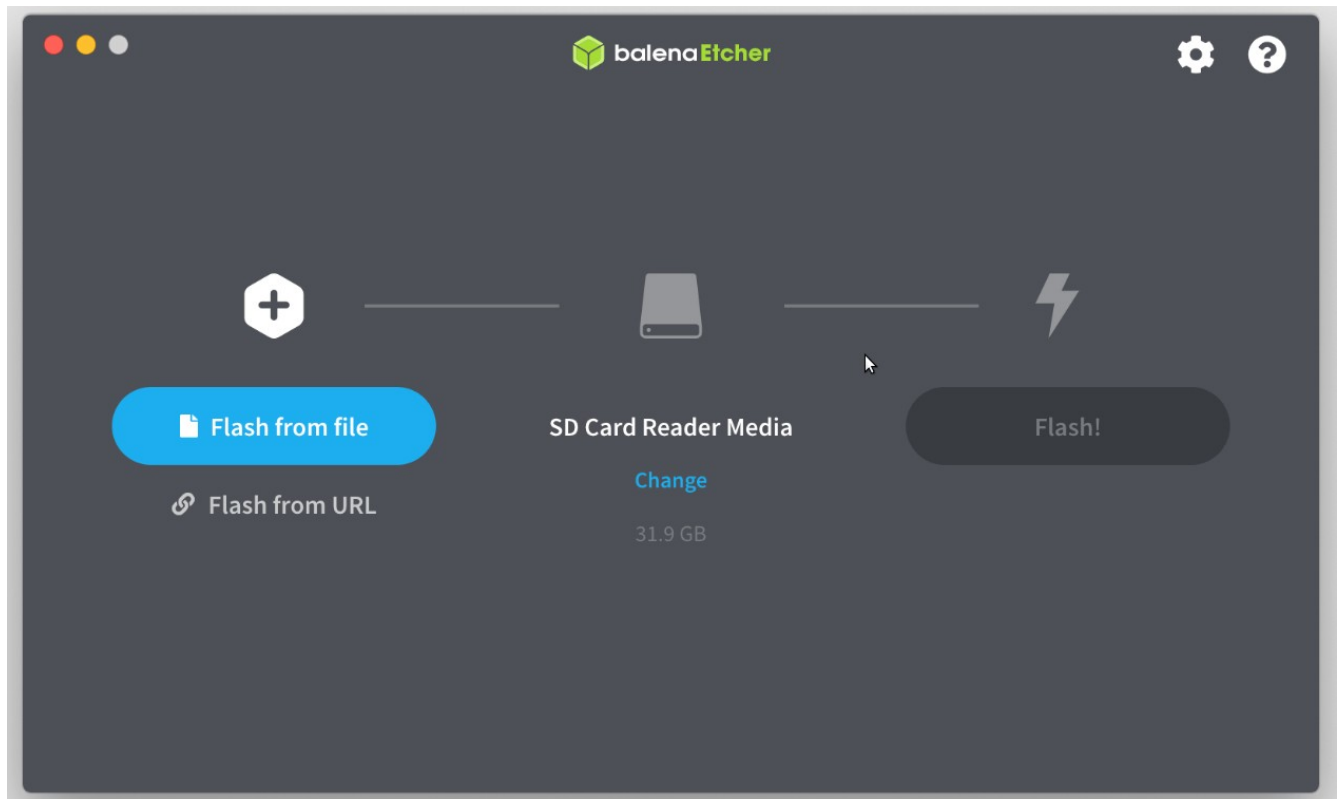 balenaEtcher
Flash from file
Flash from URL
SD Card Reader Media
Change
31.9 GB
Flash!